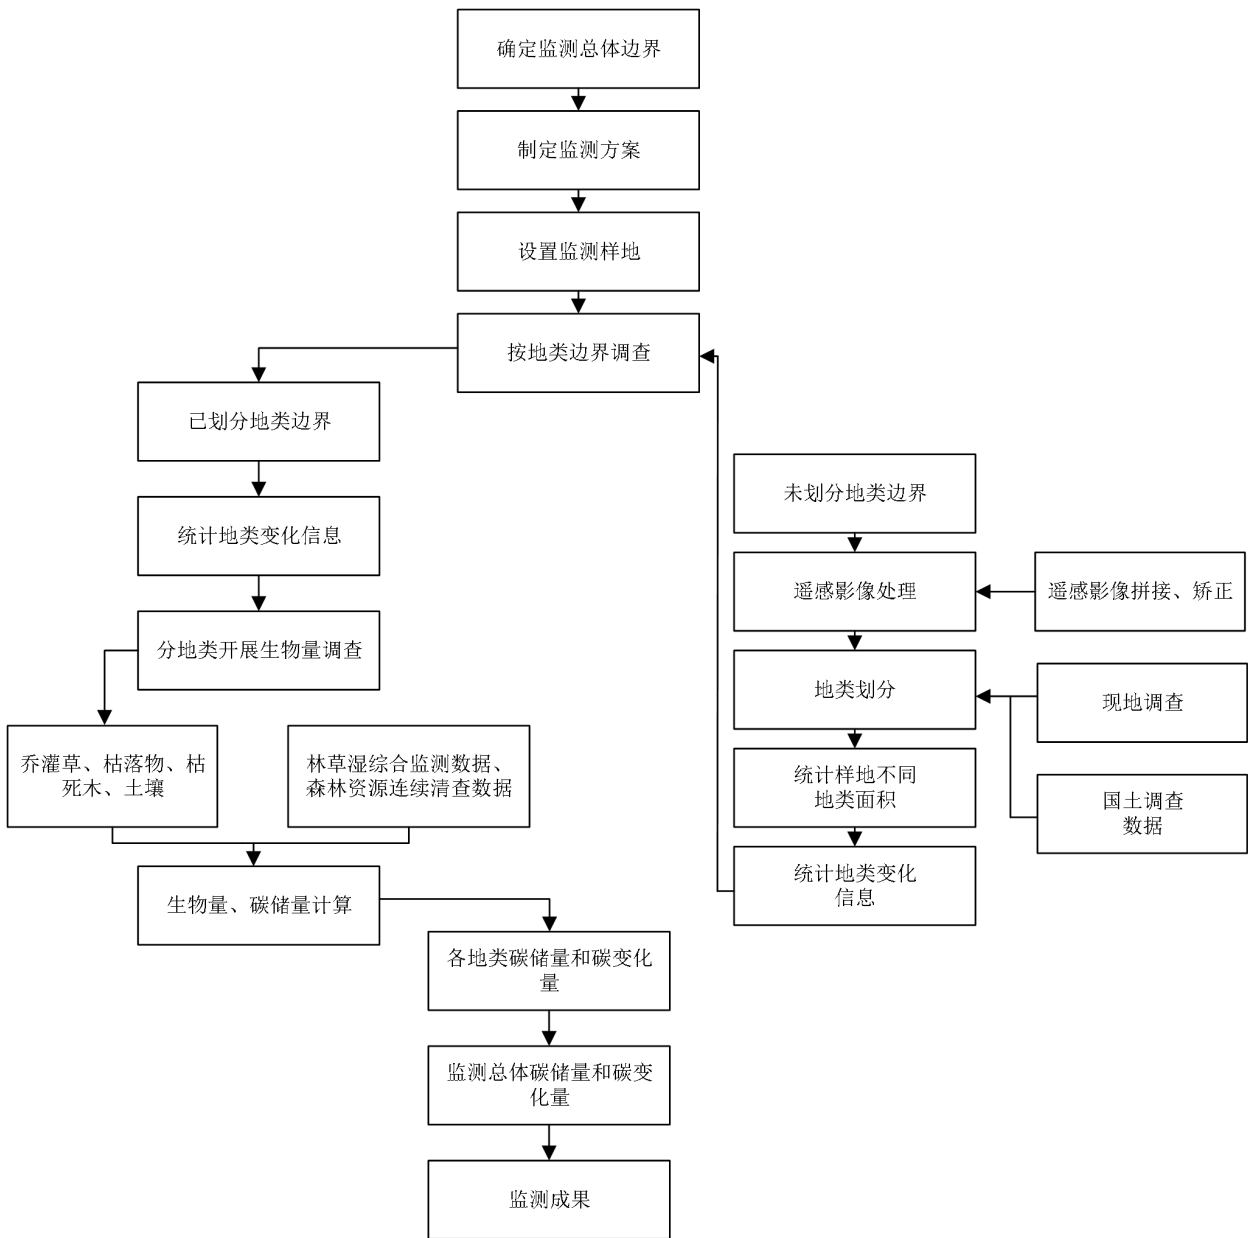 确定监测总体边界
制定监测方案
设置监测样地
按地类边界调查
已划分地类边界
统计地类变化信息
分地类开展生物量调查
乔灌草、枯落物、枯
死木、土壤
林草湿综合监测数据、
森林资源连续清查数据
生物量、碳储量计算
未划分地类边界
遥感影像处理
遥感影像拼接、矫正
地类划分
现地调查
国土调查
数据
统计样地不同
地类面积
统计地类变化
信息
各地类碳储量和碳变化
量
监测总体碳储量和碳变
化量
监测成果